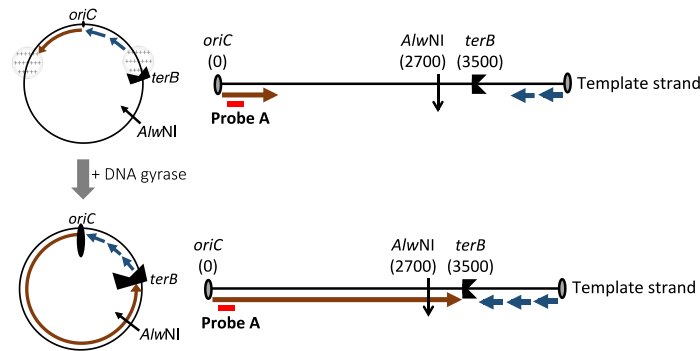 oriC
terB
AlwNI
+ DNA gyrase
oriC
terB
AlwNI
oriC
(0)
AlwNI
(2700)
terB
(3500)
Template strand
Probe A
oriC
(0)
AlwNI
(2700)
terB
(3500)
Template strand
Probe A